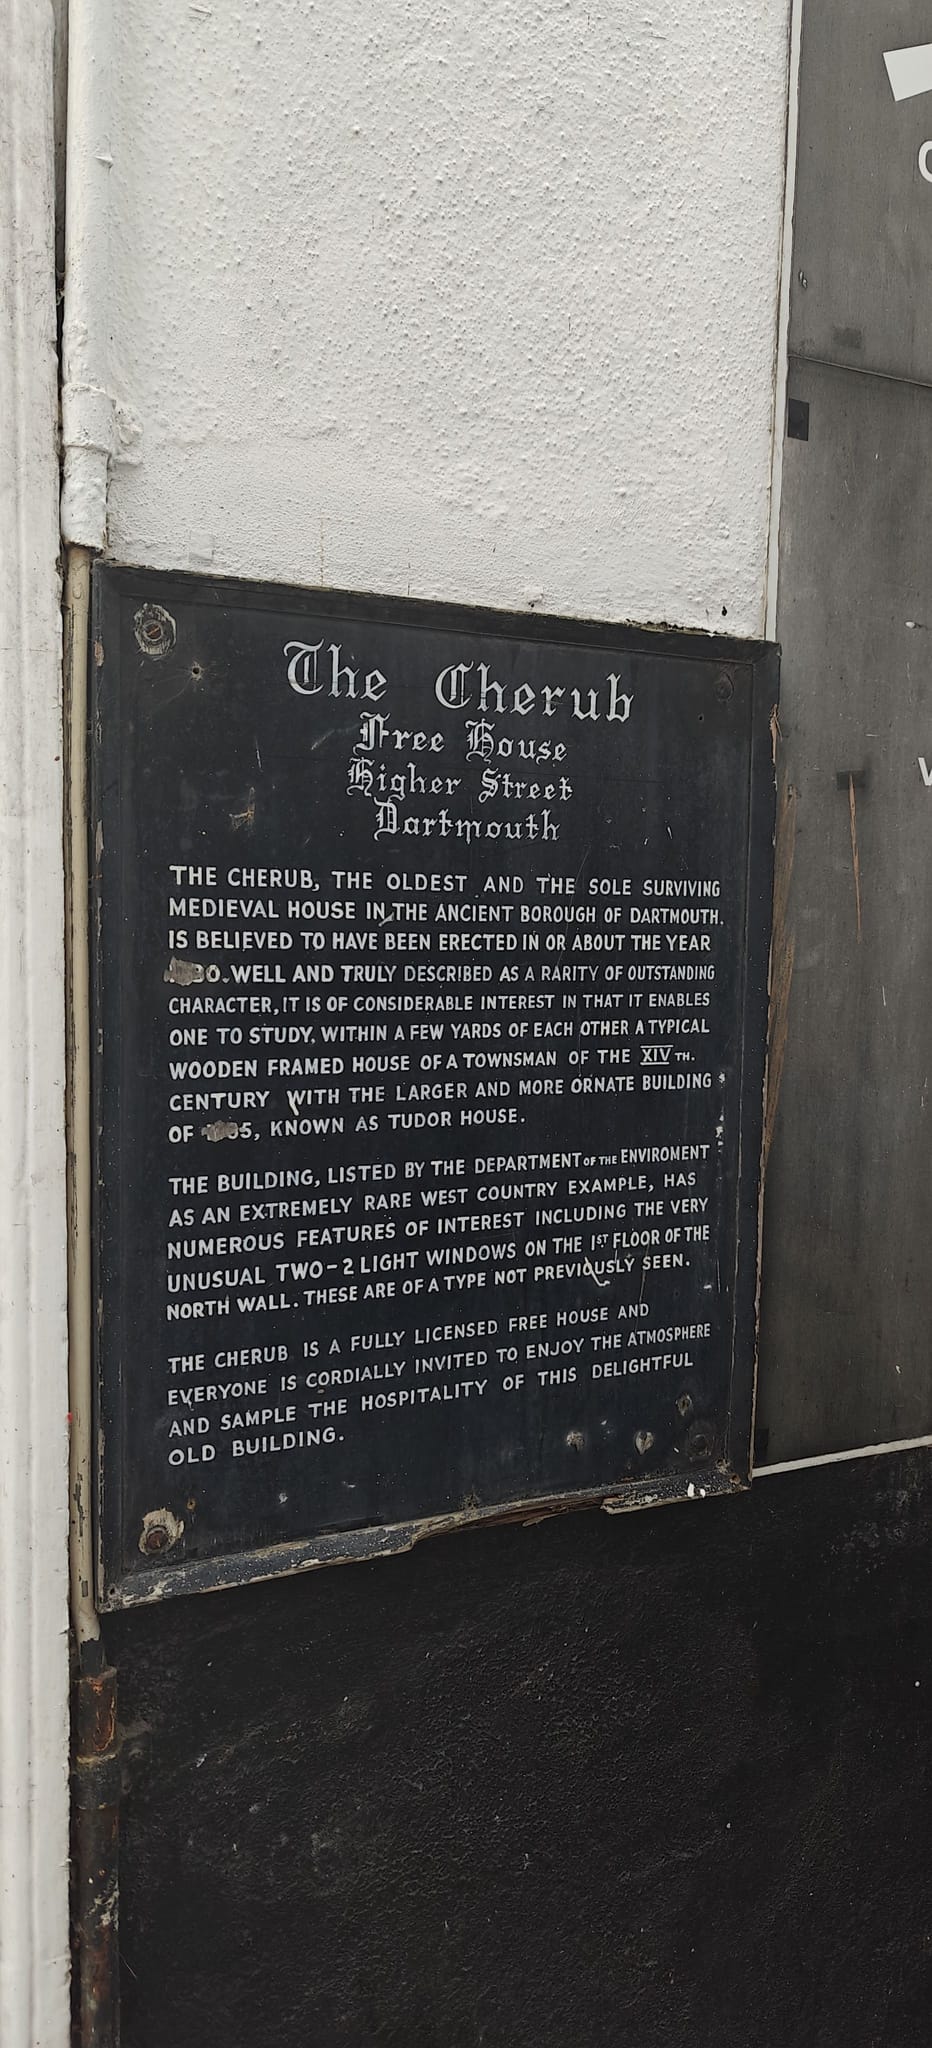 The Cherub
Free House
Higher Street
Dartmouth
THE CHERUB, THE OLDEST AND THE SOLE SURVIVING
MEDIEVAL HOUSE IN THE ANCIENT BOROUGH OF DARTMOUTH.
IS BELIEVED TO HAVE BEEN ERECTED IN OR ABOUT THE YEAR
WELL AND TRULY DESCRIBED AS A RARITY OF OUTSTANDING
CHARACTER, IT IS OF CONSIDERABLE INTEREST IN THAT IT ENABLES
ONE TO STUDY, WITHIN A FEW YARDS OF EACH OTHER A TYPICAL
WOODEN FRAMED HOUSE OF A TOWNSMAN OF THE XIV TH.
CENTURY WITH THE LARGER AND MORE ORNATE BUILDING
OF KNOWN AS TUDOR HOUSE.
THE BUILDING, LISTED BY THE DEPARTMENT OF THE ENVIROMENT
AS AN EXTREMELY RARE WEST COUNTRY EXAMPLE, HAS
NUMEROUS FEATURES OF INTEREST INCLUDING THE VERY
UNUSUAL TWO-2 LIGHT WINDOWS ON THE 1ST FLOOR OF THE
NORTH WALL. THESE ARE OF A TYPE NOT PREVIOUSLY SEEN.
THE CHERUB IS A FULLY LICENSED FREE HOUSE AND
EVERYONE IS CORDIALLY INVITED TO ENJOY THE ATMOSPHERE
AND SAMPLE THE HOSPITALITY OF THIS DELIGHTFUL
OLD BUILDING.